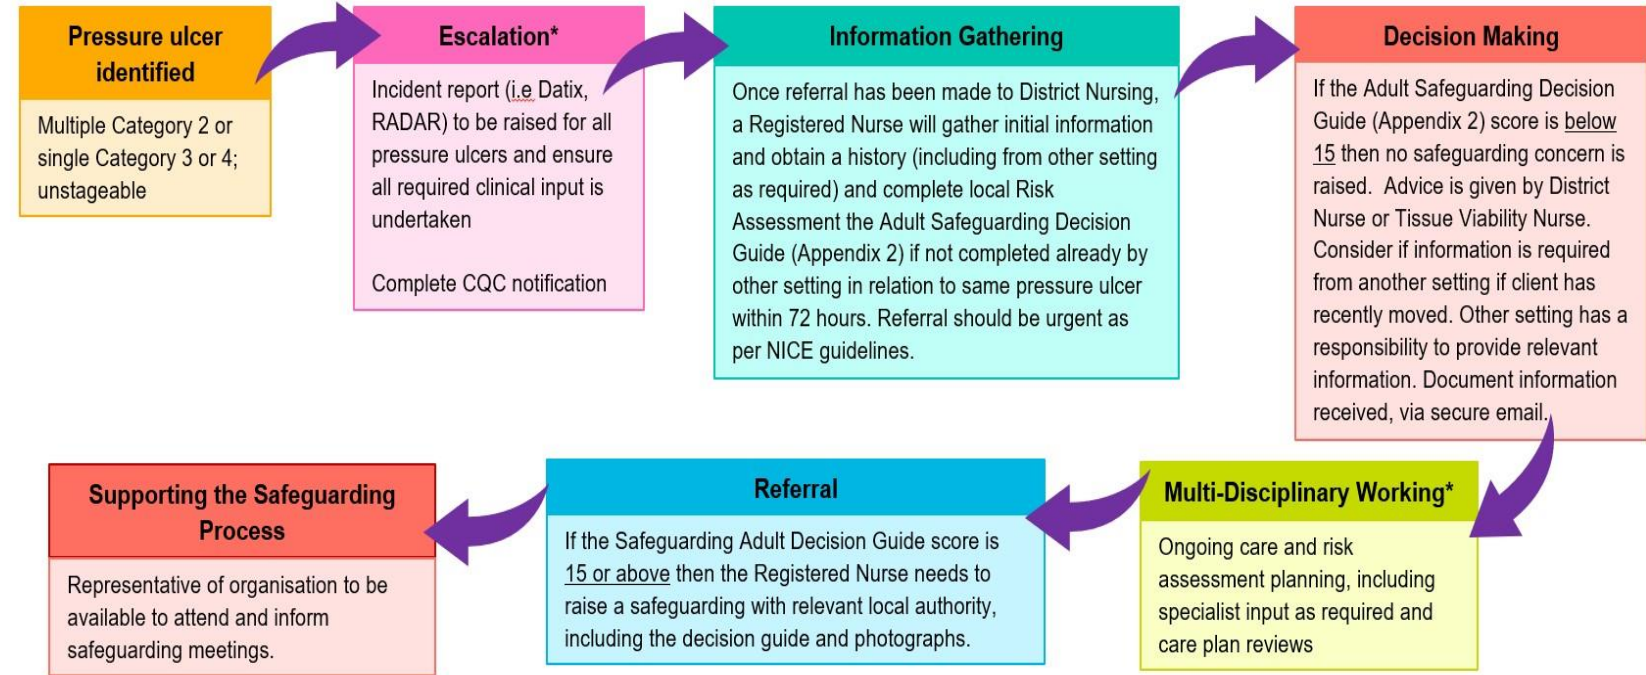 Pressure ulcer
identified
Multiple Category 2 or
single Category 3 or 4;
unstageable
Escalation*
Incident report (i.e Datix,
RADAR) to be raised for all
pressure ulcers and ensure
all required clinical input is
undertaken
Complete CQC notification
Information Gathering
Once referral has been made to District Nursing,
a Registered Nurse will gather initial information
and obtain a history (including from other setting
as required) and complete local Risk
Assessment the Adult Safeguarding Decision
Guide (Appendix 2) if not completed already by
other setting in relation to same pressure ulcer
within 72 hours. Referral should be urgent as
per NICE guidelines.
Decision Making
If the Adult Safeguarding Decision
Guide (Appendix 2) score is below
15 then no safeguarding concern is
raised.  Advice is given by District
Nurse or Tissue Viability Nurse.
Consider if information is required
from another setting if client has
recently moved. Other setting has a
responsibility to provide relevant
information. Document information
received, via secure email.
Multi-Disciplinary Working*
Ongoing care and risk
assessment planning, including
specialist input as required and
care plan reviews
Referral
If the Safeguarding Adult Decision Guide score is
15 or above then the Registered Nurse needs to
raise a safeguarding with relevant local authority,
including the decision guide and photographs.
Supporting the Safeguarding
Process
Representative of organisation to be
available to attend and inform
safeguarding meetings.